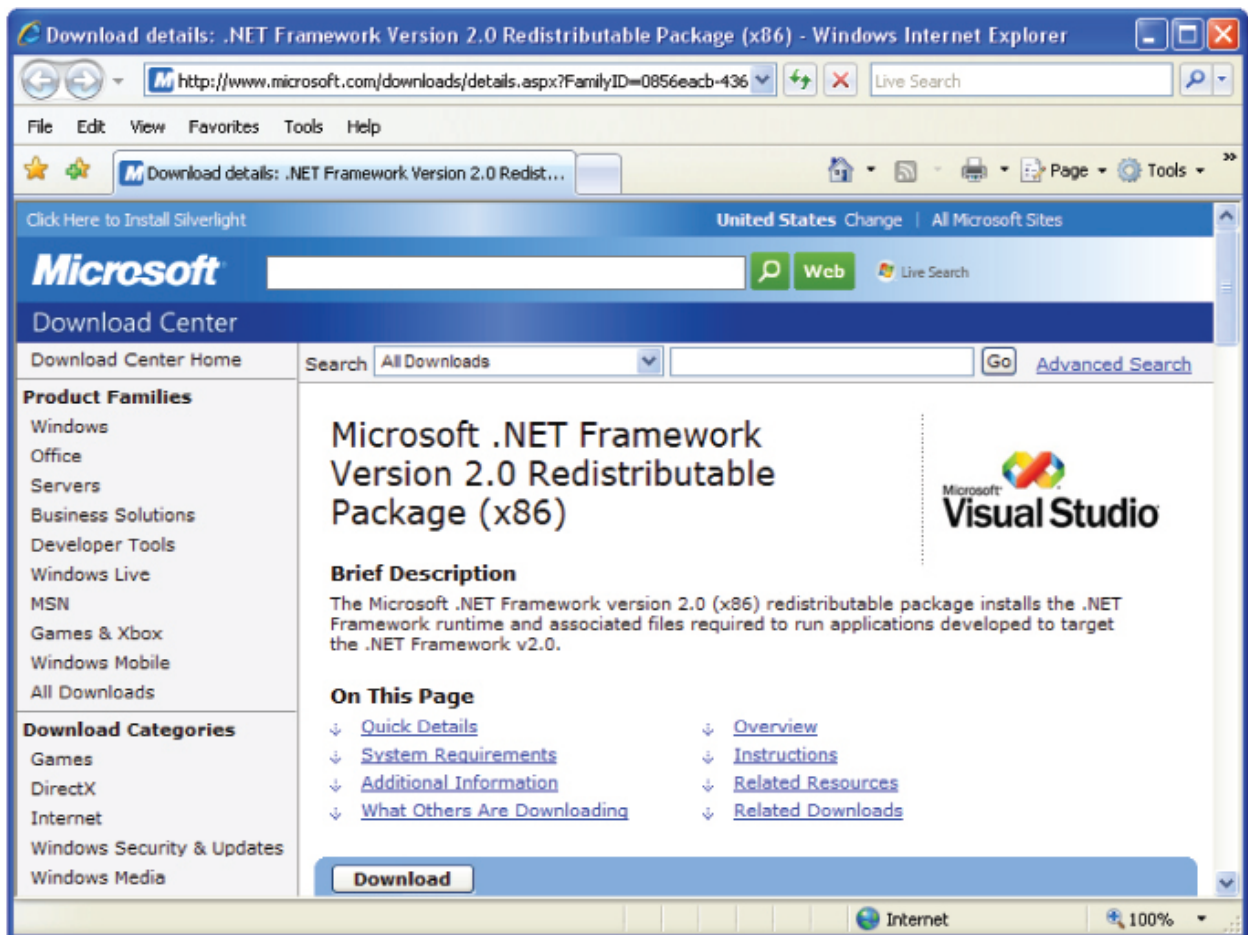 Download details: .NET Framework Version 2.0 Redistributable Package (x86) - Windows Internet Explorer
http://www.microsoft.com/downloads/details.aspx?FamilyID=0856eacb-436
Live Search
File Edit View Favorites Tools Help
Download details: .NET Framework Version 2.0 Redist...
Page Tools »
Click Here to Install Silverlight
United States Change | All Microsoft Sites
Microsoft
Web
Live Search
Download Center
Download Center Home
Search All Downloads Go Advanced Search
Product Families
Windows
Office
Servers
Business Solutions
Developer Tools
Windows Live
MSN
Games & Xbox
Windows Mobile
All Downloads
Download Categories
Games
DirectX
Internet
Windows Security & Updates
Windows Media
Microsoft .NET Framework
Version 2.0 Redistributable
Package (x86)
Microsoft
Visual Studio
Brief Description
The Microsoft .NET Framework version 2.0 (x86) redistributable package installs the .NET
Framework runtime and associated files required to run applications developed to target
the .NET Framework v2.0.
On This Page
Quick Details Overview
System Requirements Instructions
Additional Information Related Resources
What Others Are Downloading Related Downloads
Download
Internet 100%